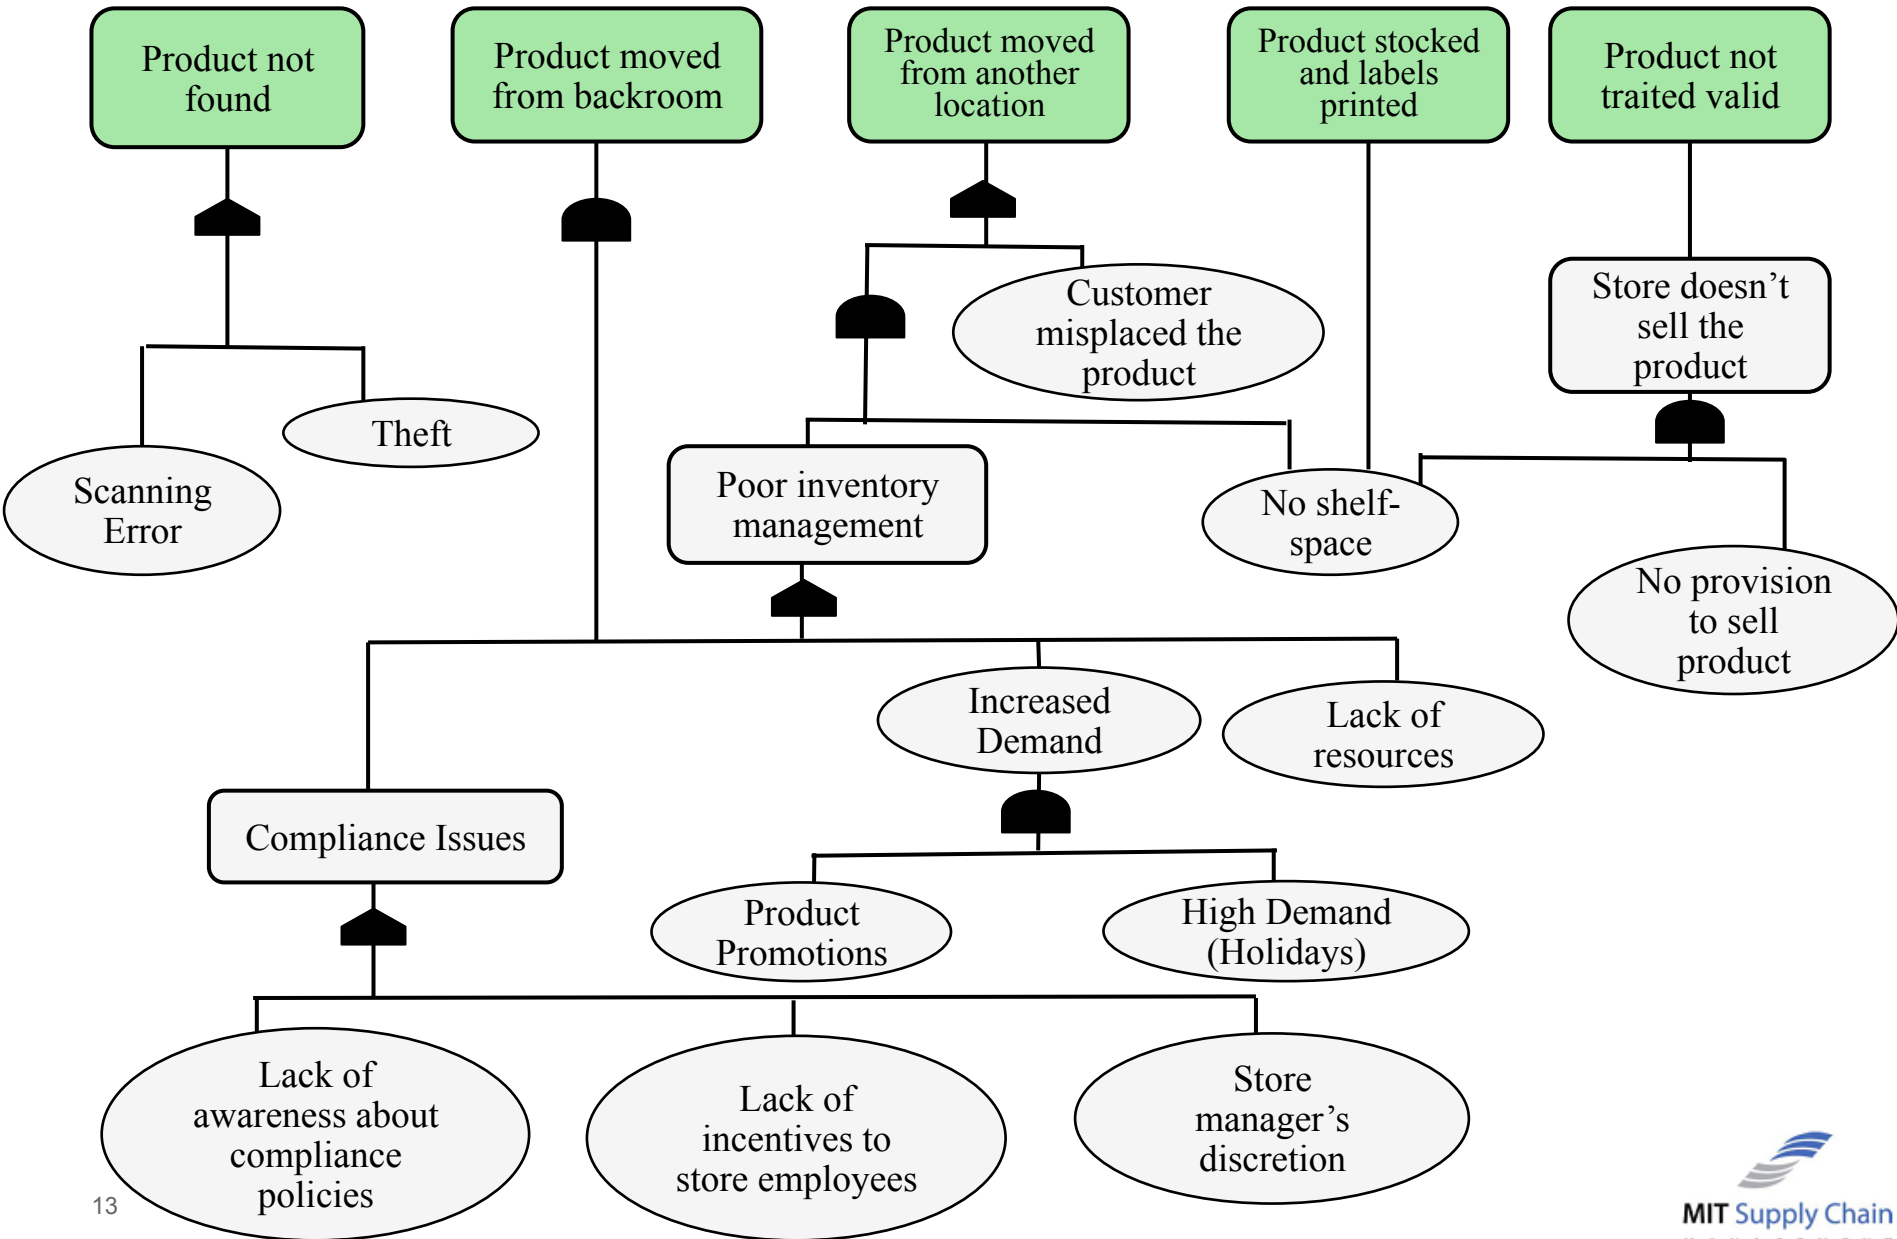 Product not
found
Product moved
from backroom
Product moved
from another
location
Product stocked
and labels
printed
Product not
traited valid
Customer
misplaced the
product
Store doesn’t
sell the
product
Theft
Scanning
Error
Poor inventory
management
No shelf-
space
No provision
to sell
product
Increased
Demand
Lack of
resources
Compliance Issues
Product
Promotions
High Demand
(Holidays)
Lack of
awareness about
compliance
policies
Lack of
incentives to
store employees
Store
manager’s
discretion
13
MIT Supply Chain